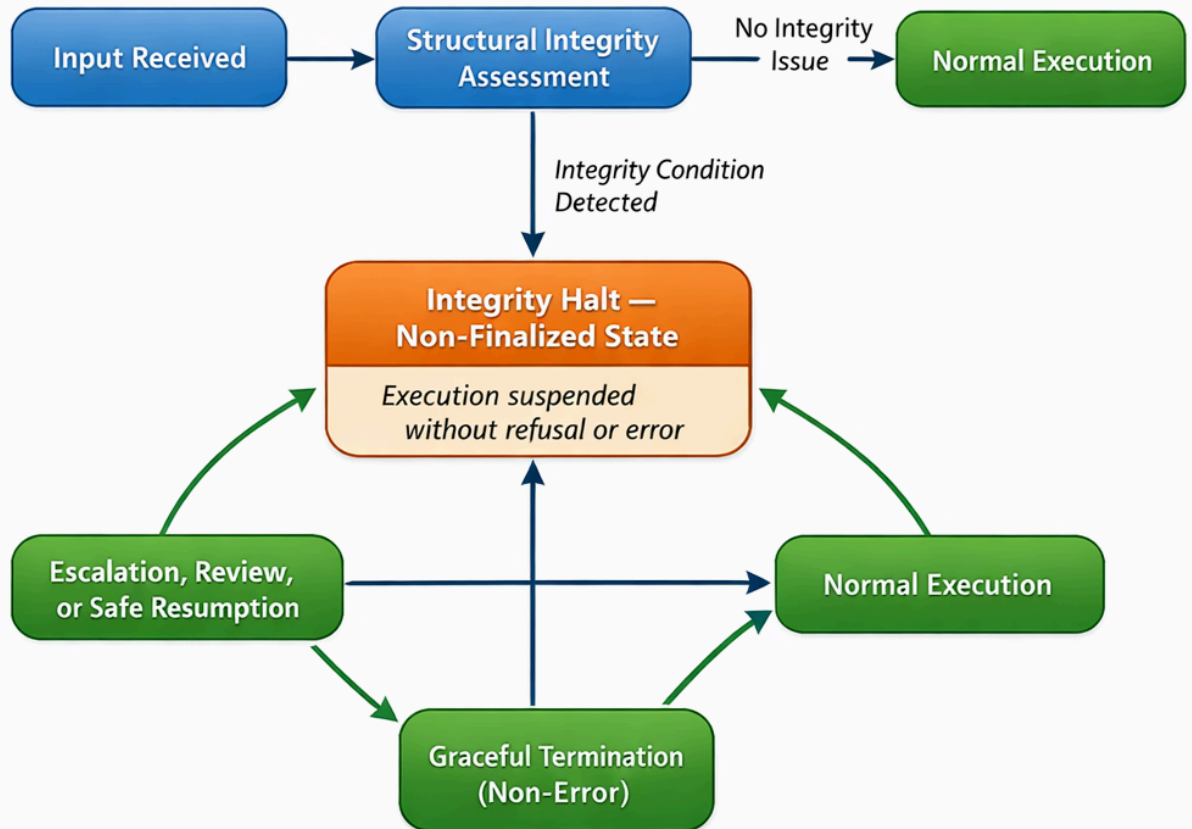 Input Received
Structural Integrity
Assessment
No Integrity
Issue
Normal Execution
Integrity Condition
Detected
Integrity Halt —
Non-Finalized State
Execution suspended
without refusal or error
Escalation, Review,
or Safe Resumption
Normal Execution
Graceful Termination
(Non-Error)